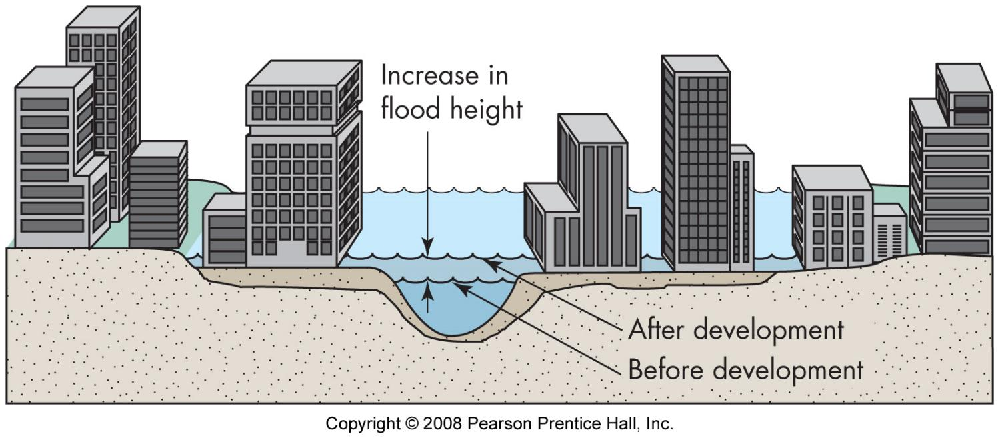 Increase in
flood height
After development
Before development
Copyright © 2008 Pearson Prentice Hall, Inc.